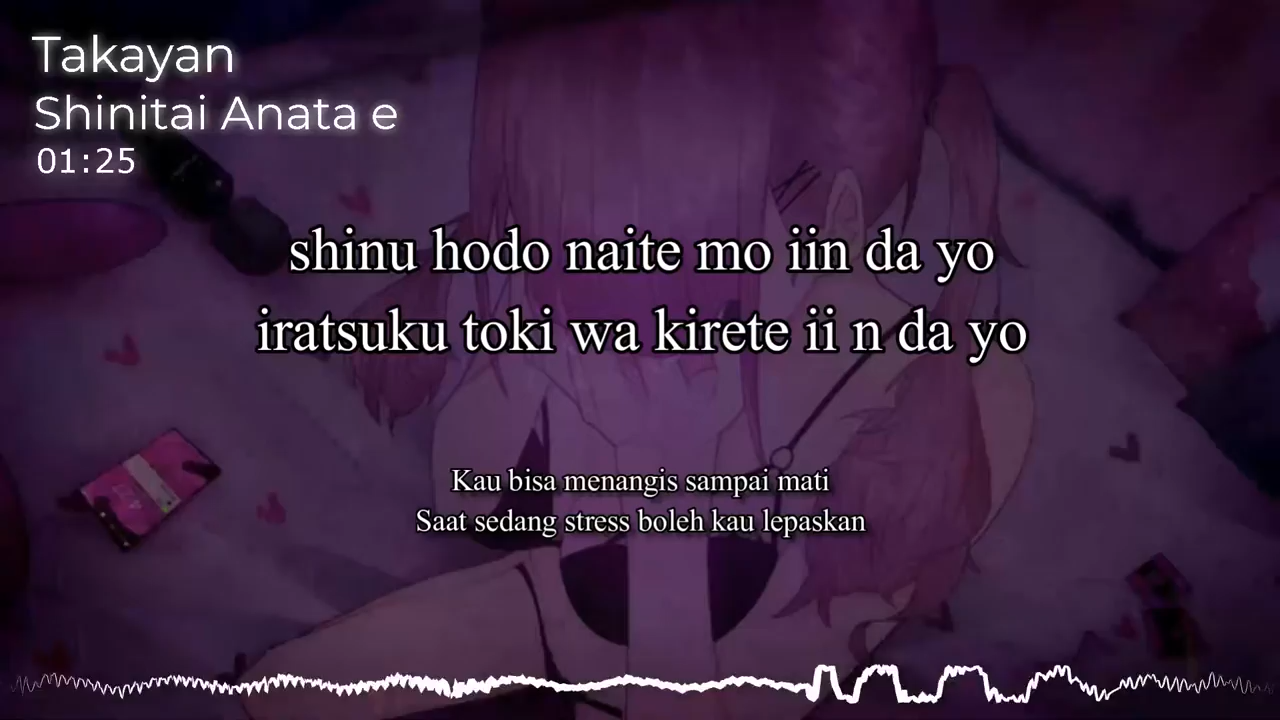 Takayan
Shinitai Anata e
01:25
shinu hodo naite mo iin da yo
iratsuku toki wa kirete ii n da yo
Kau bisa menangis sampai mati
Saat sedang stress boleh kau lepaskan